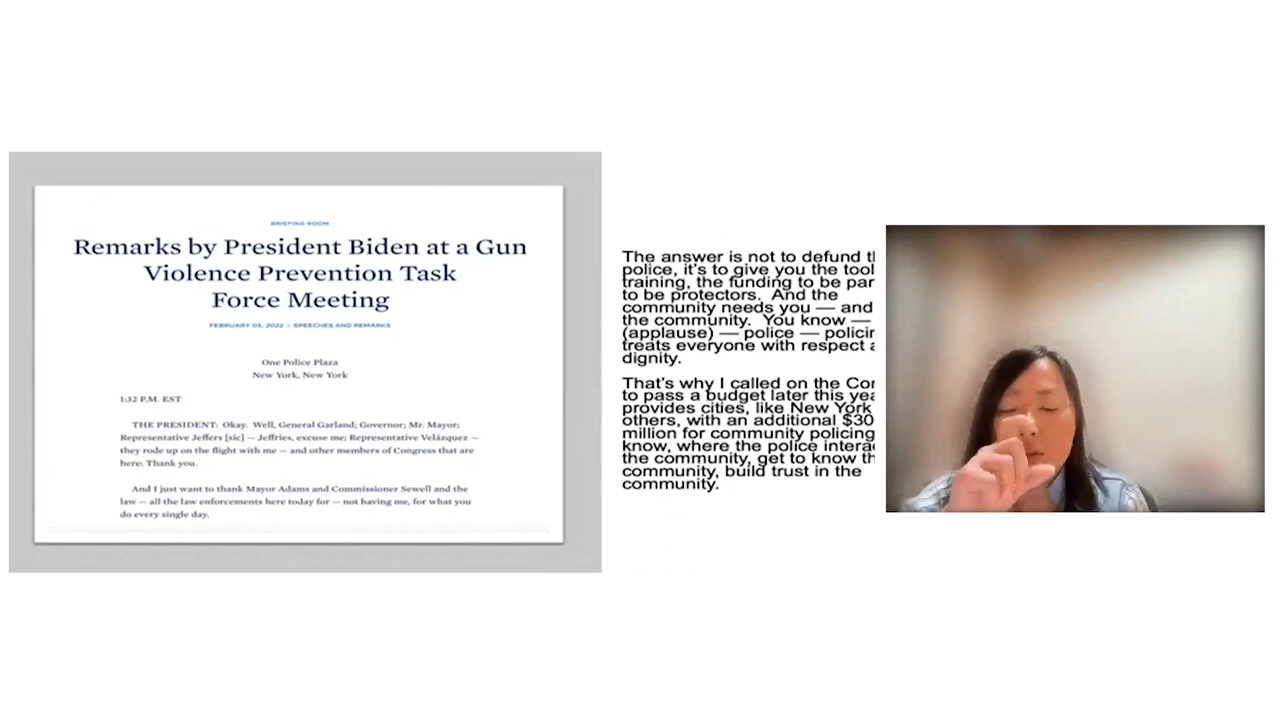 BRIEFING ROOM
Remarks by President Biden at a Gun
Violence Prevention Task
Force Meeting
FEBRUARY 03, 2022 • SPEECHES AND REMARKS
One Police Plaza
New York, New York
1:32 P.M. EST
THE PRESIDENT: Okay. Well, General Garland; Governor; Mr. Mayor;
Representative Jeffers [sic] — Jeffries, excuse me; Representative Velázquez —
they rode up on the flight with me — and other members of Congress that are
here: Thank you.
And I just want to thank Mayor Adams and Commissioner Sewell and the
law — all the law enforcements here today for — not having me, for what you
do every single day.
The answer is not to defund
police, it's to give you the tool
training, the funding to be par
to be protectors. And the
community needs you — and
the community. You know —
(applause) — police — policin
treats everyone with respect a
dignity.
That's why I called on the Con
to pass a budget later this yea
provides cities, like New York
others, with an additional $30
million for community policing
know, where the police intera
the community, get to know th
community, build trust in the
community.